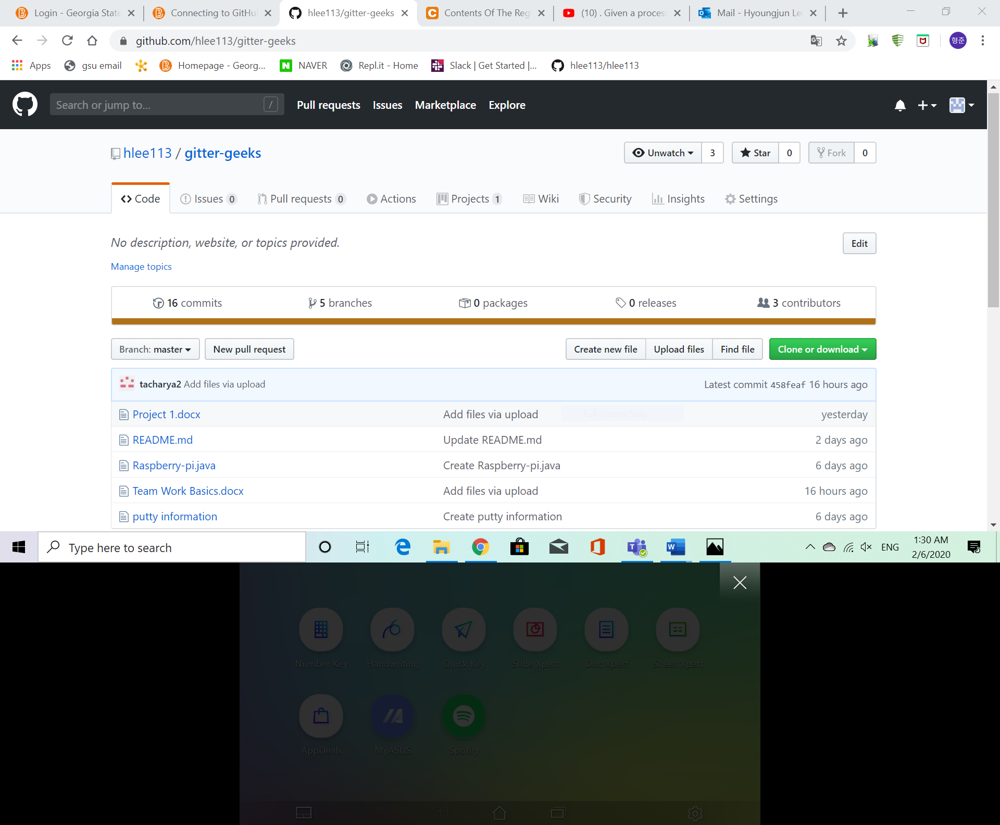 Login - Georgia State
Connecting to GitHu
hlee113/gitter-geeks
Contents Of The Reg
(10) . Given a process
Mail - Hyoungjun Le
github.com/hlee113/gitter-geeks
형준
Apps
gsu email
Homepage - Georg...
NAVER
Repl.it - Home
Slack | Get Started |...
hlee113/hlee113
Search or jump to...
/
Pull requests
Issues
Marketplace
Explore
hlee113 / gitter-geeks
Unwatch 3
Star 0
Fork 0
Code
Issues 0
Pull requests 0
Actions
Projects 1
Wiki
Security
Insights
Settings
No description, website, or topics provided.
Edit
Manage topics
16 commits
5 branches
0 packages
0 releases
3 contributors
Branch: master
New pull request
Create new file
Upload files
Find file
Clone or download
tacharya2 Add files via upload
Latest commit 458feaf 16 hours ago
Project 1.docx
Add files via upload
Full-screen Snip
yesterday
README.md
Update README.md
2 days ago
Raspberry-pi.java
Create Raspberry-pi.java
6 days ago
Team Work Basics.docx
Add files via upload
16 hours ago
putty information
Create putty information
6 days ago
Type here to search
ENG
1:30 AM
2/6/2020
Number Key
Handwriting
Quick Key
Slide Xpert
Doc Xpert
Sheet Xpert
AppDeals
MyASUS
Spotify